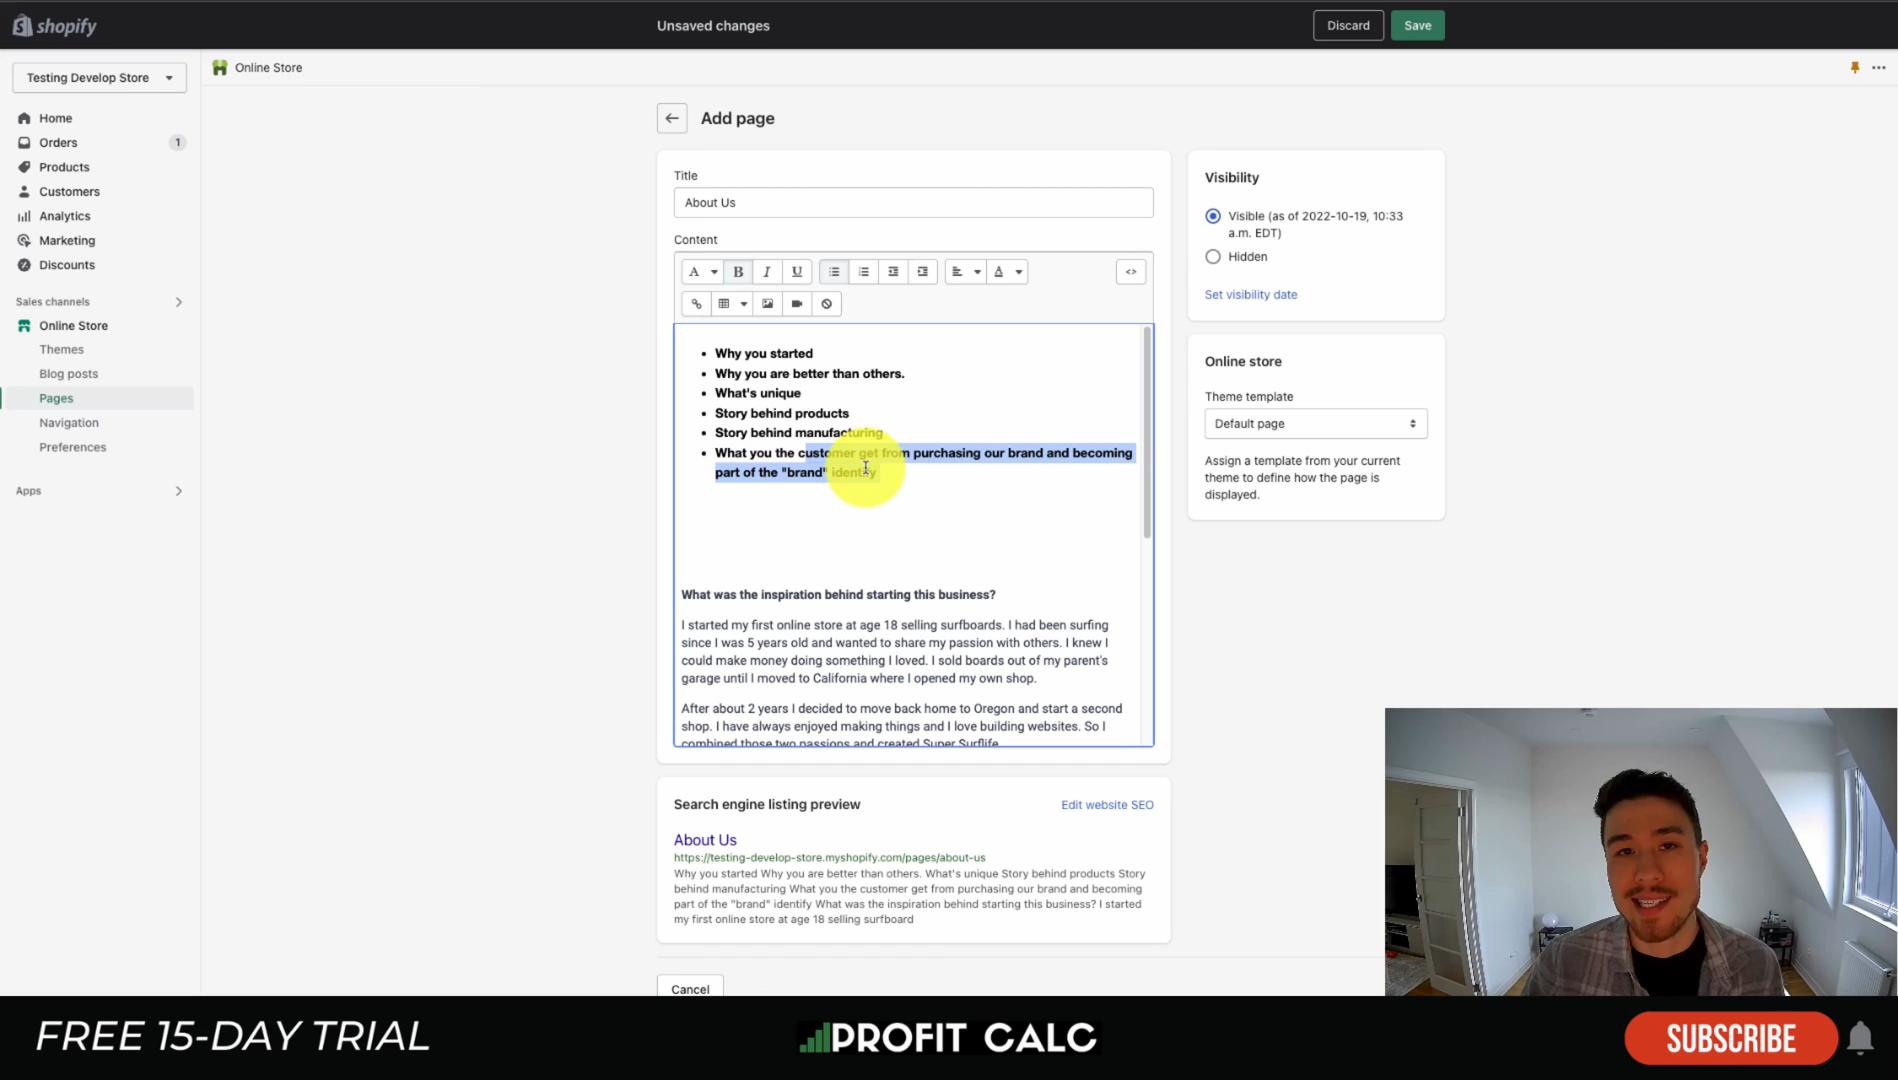 shopify
Unsaved changes
Discard
Save
Testing Develop Store
Online Store
Home
Orders
1
Products
Customers
Analytics
Marketing
Discounts
Sales channels
Online Store
Themes
Blog posts
Pages
Navigation
Preferences
Apps
Add page
Title
About Us
Content
A
B
I
U
A
<>
Why you started
Why you are better than others.
What's unique
Story behind products
Story behind manufacturing
What you the customer get from purchasing our brand and becoming
part of the "brand" identify
What was the inspiration behind starting this business?
I started my first online store at age 18 selling surfboards. I had been surfing
since I was 5 years old and wanted to share my passion with others. I knew I
could make money doing something I loved. I sold boards out of my parent's
garage until I moved to California where I opened my own shop.
After about 2 years I decided to move back home to Oregon and start a second
shop. I have always enjoyed making things and I love building websites. So I
combined those two passions and created Super Surflife.
Visibility
Visible (as of 2022-10-19, 10:33
a.m. EDT)
Hidden
Set visibility date
Online store
Theme template
Default page
Assign a template from your current
theme to define how the page is
displayed.
Search engine listing preview
Edit website SEO
About Us
https://testing-develop-store.myshopify.com/pages/about-us
Why you started Why you are better than others. What's unique Story behind products Story
behind manufacturing What you the customer get from purchasing our brand and becoming
part of the "brand" identify What was the inspiration behind starting this business? I started
my first online store at age 18 selling surfboard
Cancel
FREE 15-DAY TRIAL
PROFIT CALC
SUBSCRIBE